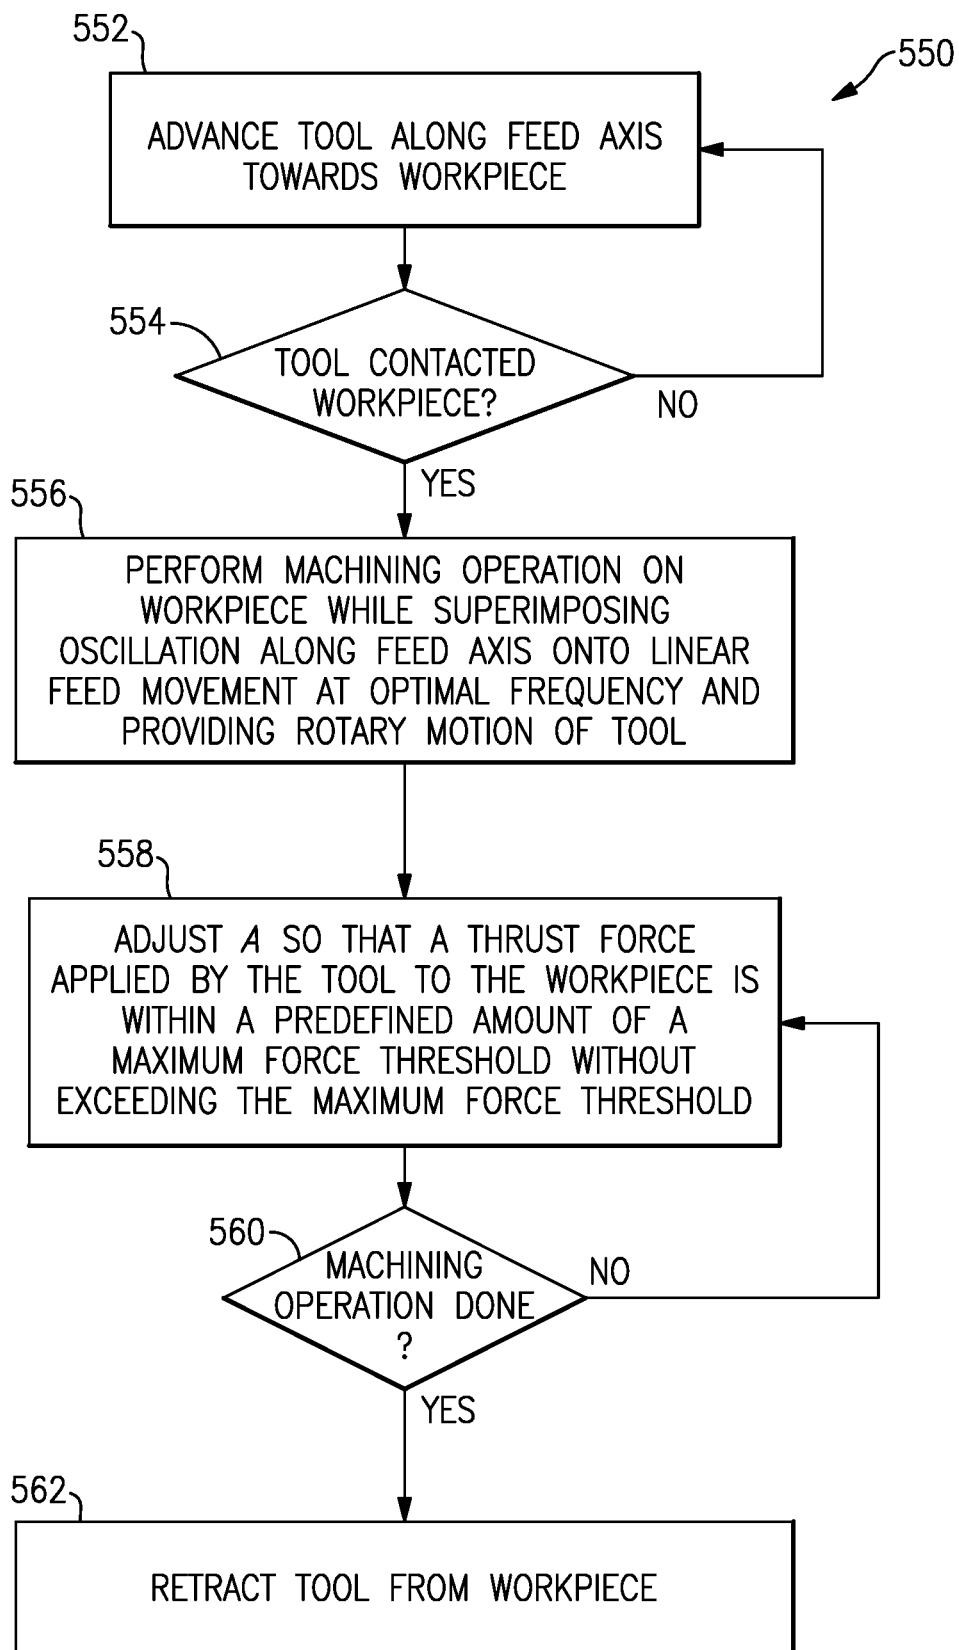 552
550
ADVANCE TOOL ALONG FEED AXIS
TOWARDS WORKPIECE
554
TOOL CONTACTED
WORKPIECE?
NO
YES
556
PERFORM MACHINING OPERATION ON
WORKPIECE WHILE SUPERIMPOSING
OSCILLATION ALONG FEED AXIS ONTO LINEAR
FEED MOVEMENT AT OPTIMAL FREQUENCY AND
PROVIDING ROTARY MOTION OF TOOL
558
ADJUST A SO THAT A THRUST FORCE
APPLIED BY THE TOOL TO THE WORKPIECE IS
WITHIN A PREDEFINED AMOUNT OF A
MAXIMUM FORCE THRESHOLD WITHOUT
EXCEEDING THE MAXIMUM FORCE THRESHOLD
560
MACHINING
OPERATION DONE
?
NO
YES
562
RETRACT TOOL FROM WORKPIECE